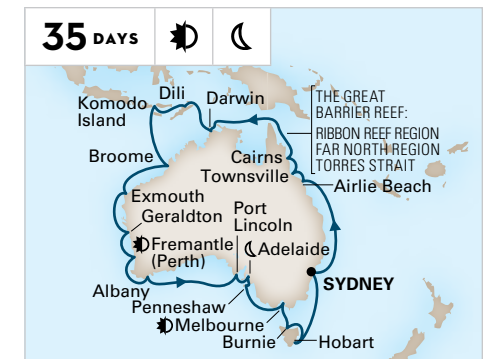 35 DAYS
Dili
Darwin
Komodo
Island
THE GREAT
BARRIER REEF:
RIBBON REEF REGION
FAR NORTH REGION
TORRES STRAIT
Broome
Cairns
Townsville
Airlie Beach
Exmouth
Geraldton
Port
Lincoln
Fremantle
(Perth)
Adelaide
SYDNEY
Albany
Penneshaw
Melbourne
Burnie
Hobart